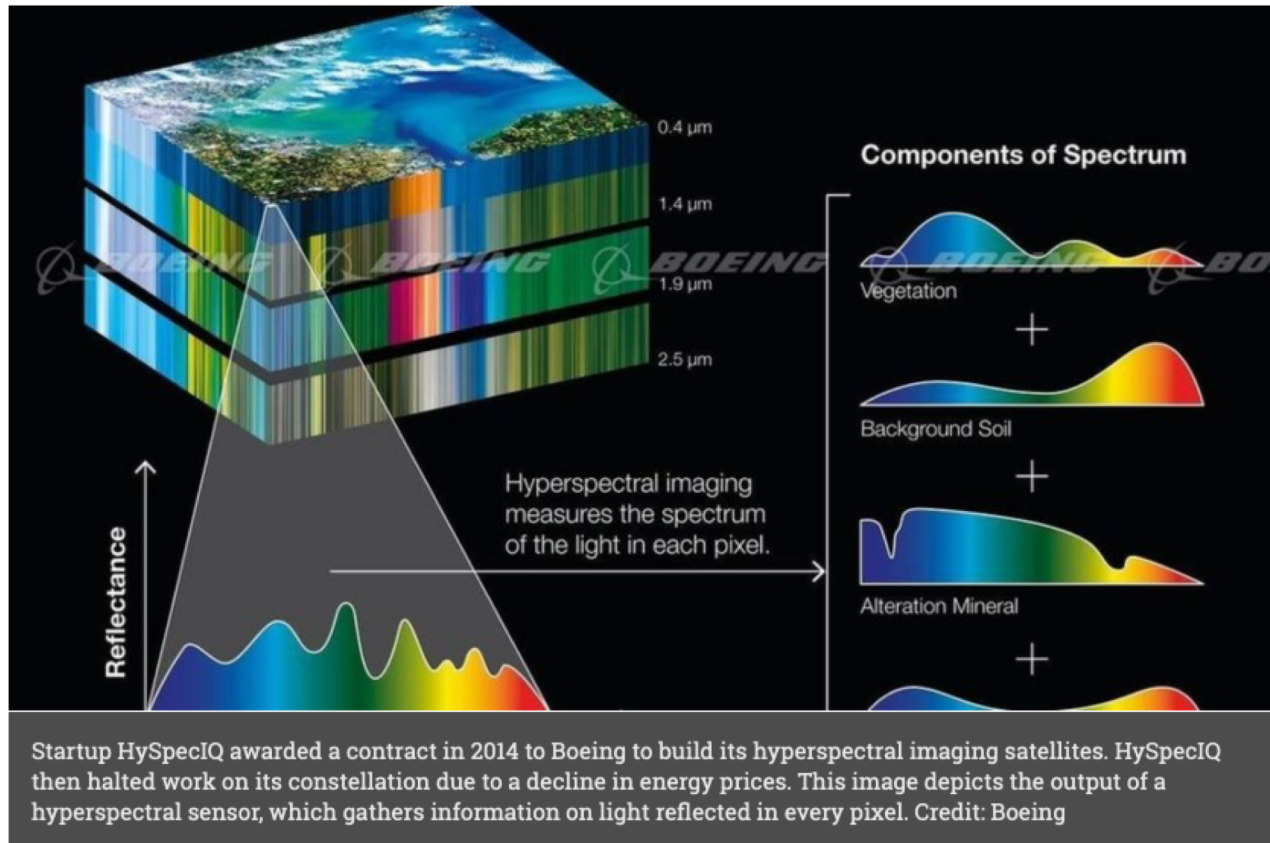 0.4 µm
1.4 µm
1.9 µm
2.5 µm
Components of Spectrum
BOEING
BOEING
BOEING
BO
Vegetation
+
Background Soil
+
Alteration Mineral
+
Hyperspectral imaging
measures the spectrum
of the light in each pixel.
Reflectance
Startup HySpecIQ awarded a contract in 2014 to Boeing to build its hyperspectral imaging satellites. HySpecIQ
then halted work on its constellation due to a decline in energy prices. This image depicts the output of a
hyperspectral sensor, which gathers information on light reflected in every pixel. Credit: Boeing